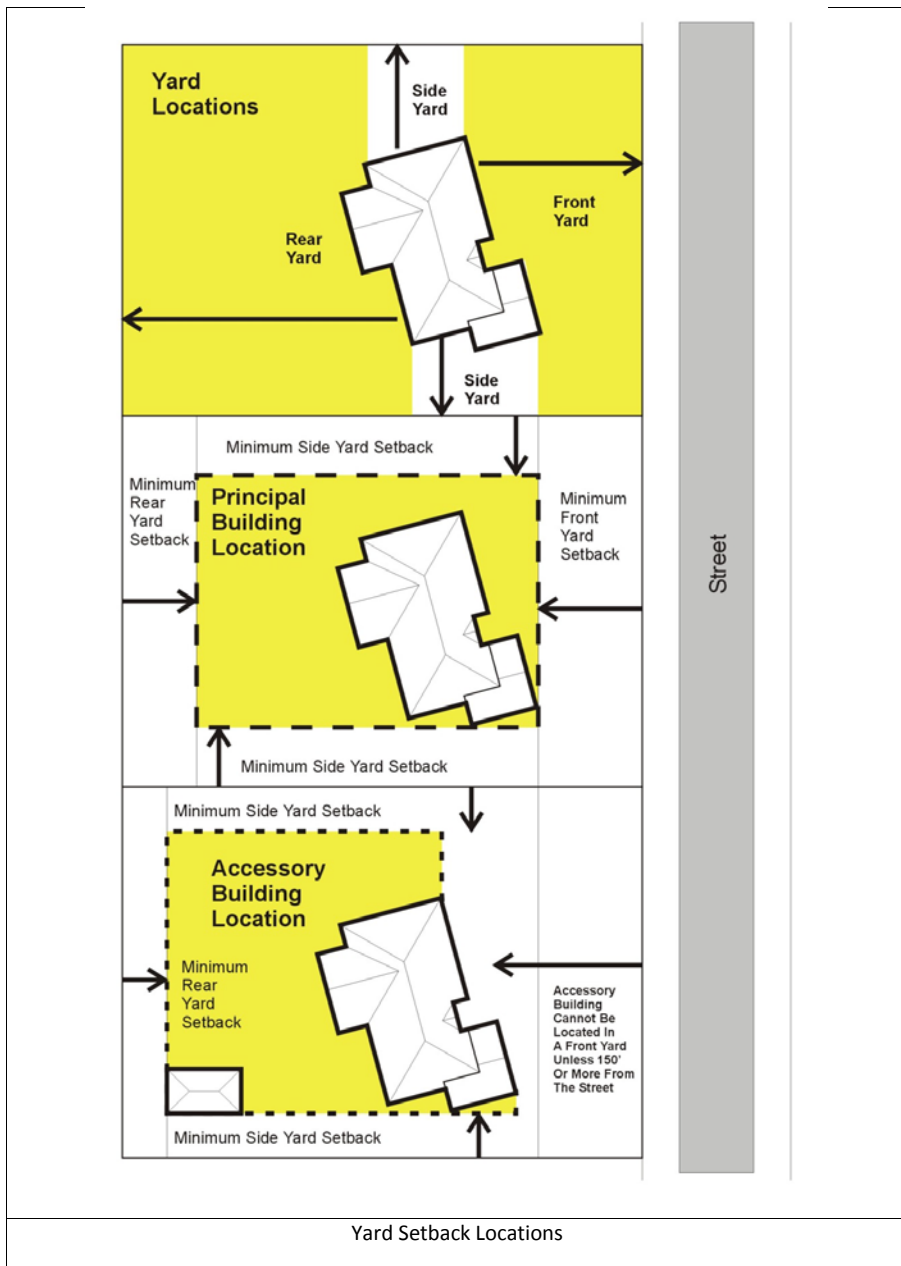 Yard
Locations
Side
Yard
Front
Yard
Rear
Yard
Side
Yard
Minimum Side Yard Setback
Minimum
Rear
Yard
Setback
Principal
Building
Location
Minimum
Front
Yard
Setback
Minimum Side Yard Setback
Minimum Side Yard Setback
Accessory
Building
Location
Minimum
Rear
Yard
Setback
Accessory
Building
Cannot Be
Located In
A Front Yard
Unless 150'
Or More From
The Street
Minimum Side Yard Setback
Street
Yard Setback Locations